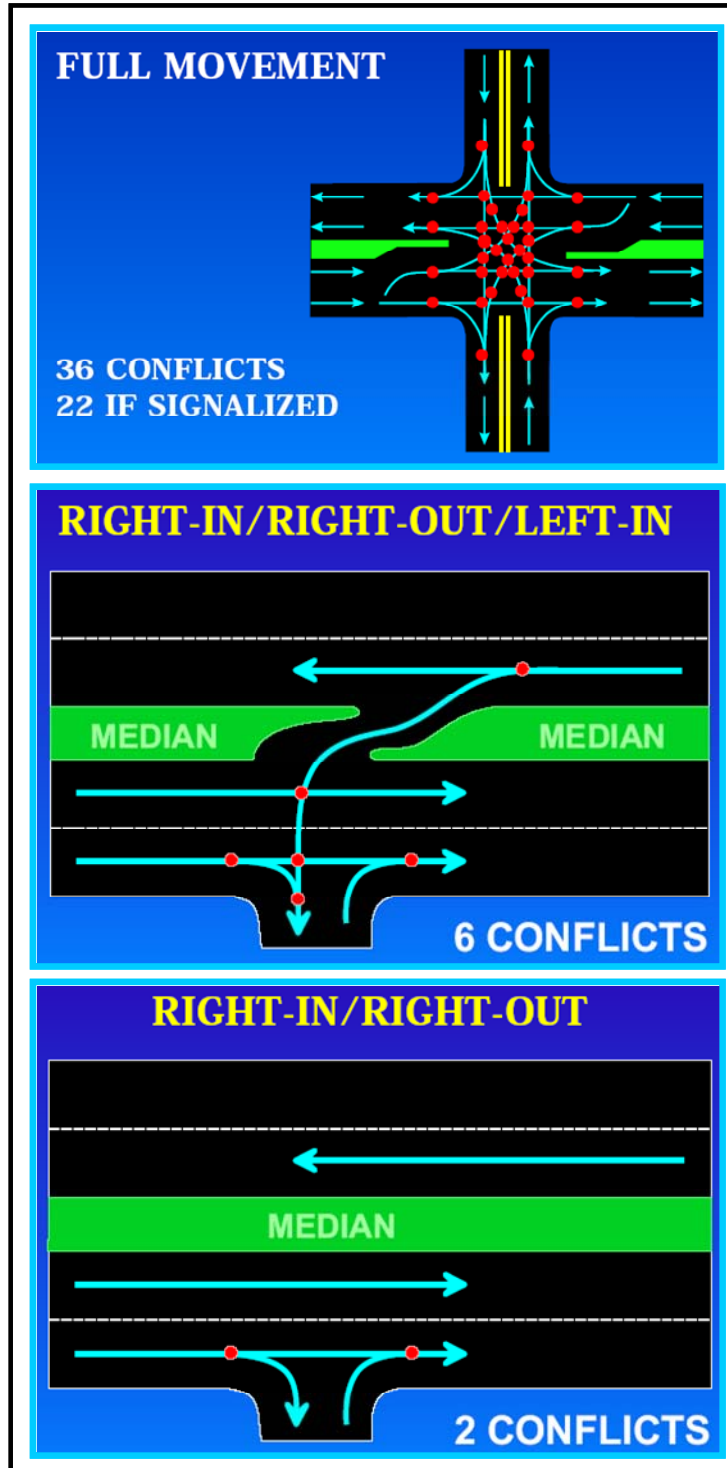 FULL MOVEMENT
36 CONFLICTS
22 IF SIGNALIZED
RIGHT-IN/RIGHT-OUT/LEFT-IN
MEDIAN
MEDIAN
6 CONFLICTS
RIGHT-IN/RIGHT-OUT
MEDIAN
2 CONFLICTS